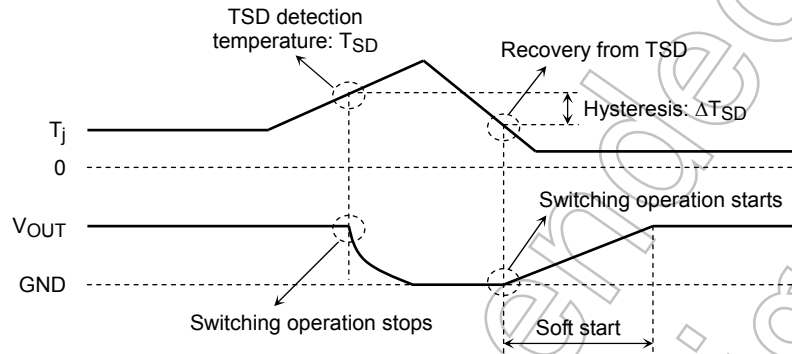 TSD detection
temperature: TSD
Recovery from TSD
Hysteresis: ΔTSD
Tj
0
Switching operation starts
VOUT
GND
Switching operation stops
Soft start